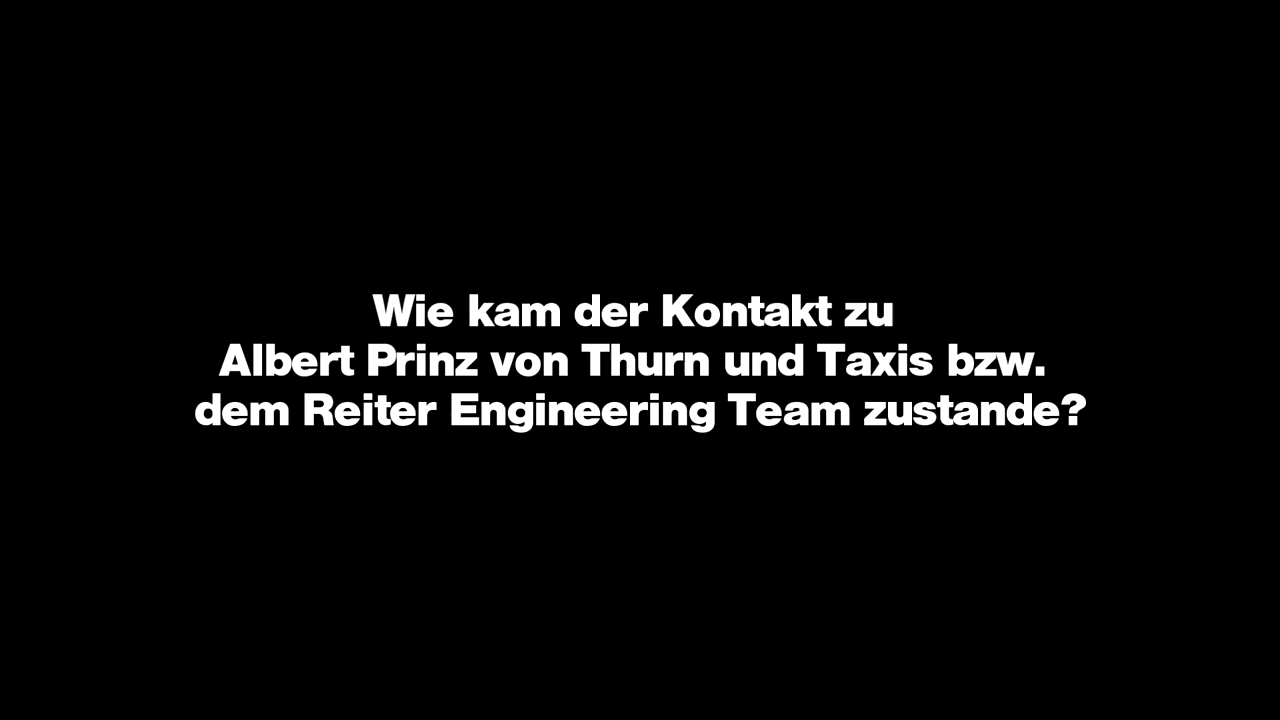 Wie kam der Kontakt zu
Albert Prinz von Thurn und Taxis bzw.
dem Reiter Engineering Team zustande?